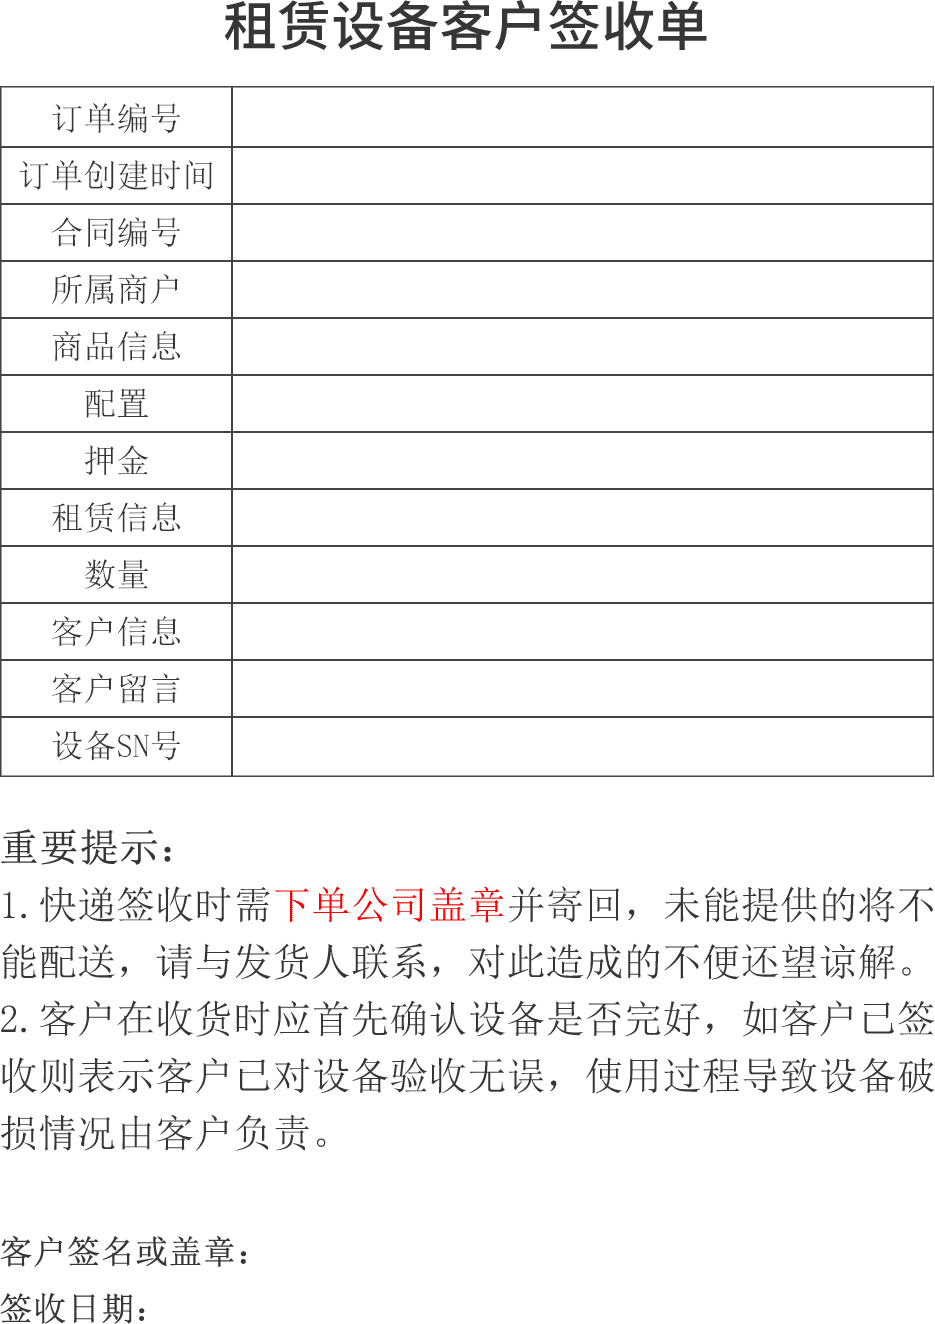 租赁设备客户签收单
订单编号
订单创建时间
合同编号
所属商户
商品信息
配置
押金
租赁信息
数量
客户信息
客户留言
设备SN号
重要提示：
1.快递签收时需下单公司盖章并寄回，未能提供的将不
能配送，请与发货人联系，对此造成的不便还望谅解。
2.客户在收货时应首先确认设备是否完好，如客户已签
收则表示客户已对设备验收无误，使用过程导致设备破
损情况由客户负责。
客户签名或盖章：
签收日期：